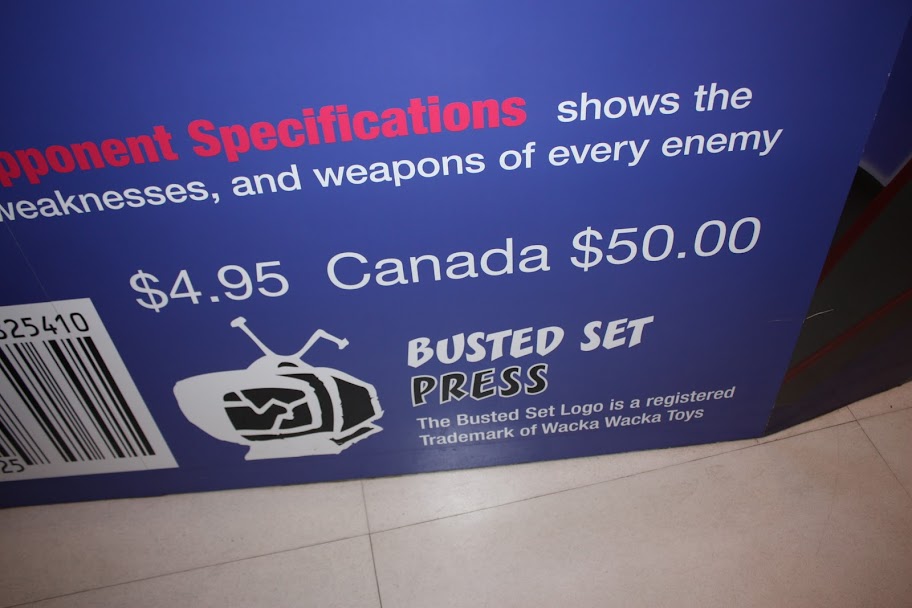 pponent Specifications shows the
weaknesses, and weapons of every enemy
$4.95 Canada $50.00
25410
BUSTED SET
PRESS
The Busted Set Logo is a registered
Trademark of Wacka Wacka Toys
25